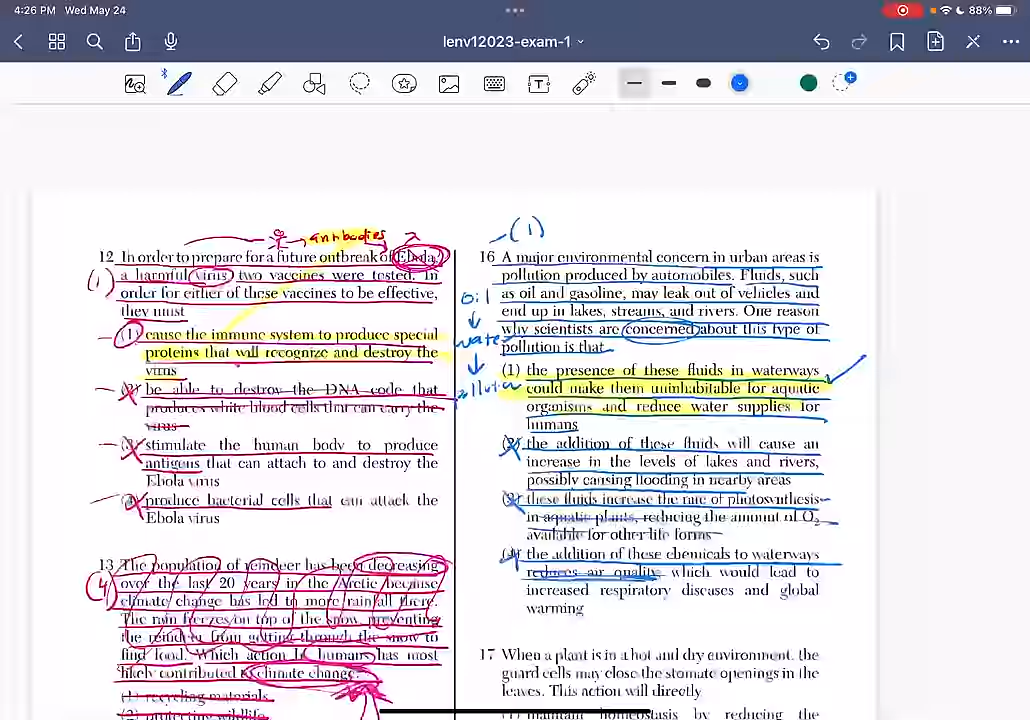 4:26 PM Wed May 24
88%
lenv12023-exam-1
antibodies
12 In order to prepare for a future outbreak of Ebola,
(1)
a harmful virus, two vaccines were tested. In
order for either of these vaccines to be effective,
they must
(1) cause the immune system to produce special
proteins that will recognize and destroy the
virus
(2) be able to destroy the DNA code that
produces white blood cells that can carry the
virus
(3) stimulate the human body to produce
antigens that can attach to and destroy the
Ebola virus
(4) produce bacterial cells that can attack the
Ebola virus
13 The population of reindeer has been decreasing
(4)
over the last 20 years in the Arctic because
climate change has led to more rainfall there.
The rain freezes on top of the snow, preventing
the reindeer from getting through the snow to
find food. Which action by humans has most
likely contributed to climate change?
(1) recycling materials
(2) protecting wildlife
(1)
16 A major environmental concern in urban areas is
pollution produced by automobiles. Fluids, such
as oil and gasoline, may leak out of vehicles and
end up in lakes, streams, and rivers. One reason
why scientists are concerned about this type of
pollution is that
oil
water
pollution
(1) the presence of these fluids in waterways
could make them uninhabitable for aquatic
organisms and reduce water supplies for
humans
(2) the addition of these fluids will cause an
increase in the levels of lakes and rivers,
possibly causing flooding in nearby areas
(3) these fluids increase the rate of photosynthesis
in aquatic plants, reducing the amount of O2
available for other life forms
(4) the addition of these chemicals to waterways
reduces air quality, which would lead to
increased respiratory diseases and global
warming
17 When a plant is in a hot and dry environment, the
guard cells may close the stomate openings in the
leaves. This action will directly
(1) maintain homeostasis by reducing the